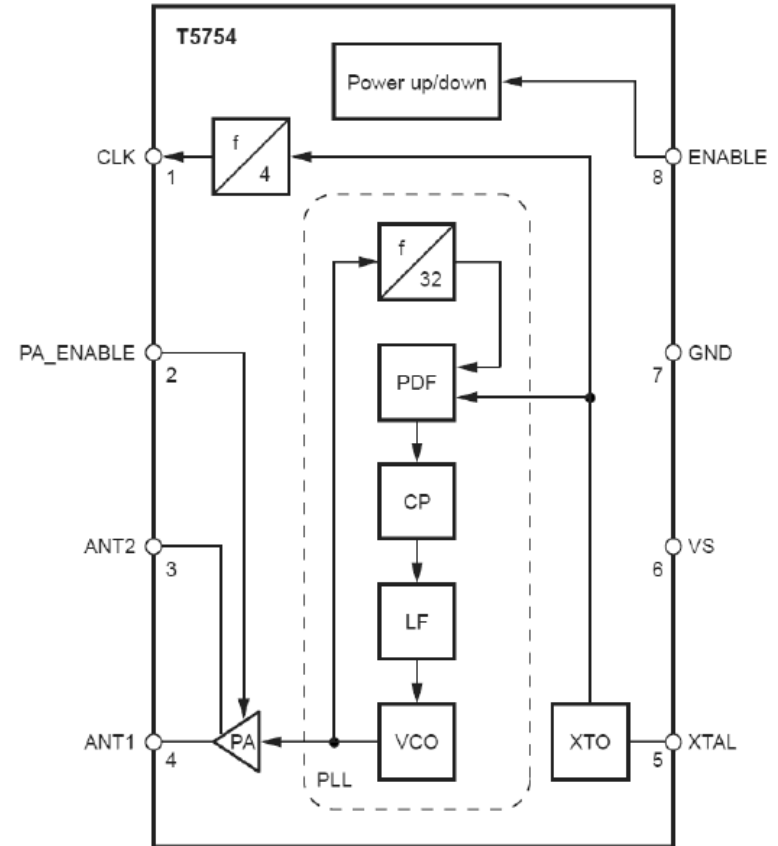 T5754
Power up/down
CLK
1
f
4
ENABLE
8
f
32
PA_ENABLE
2
PDF
GND
7
CP
ANT2
3
VS
6
LF
ANT1
4
PA
VCO
PLL
XTO
5
XTAL